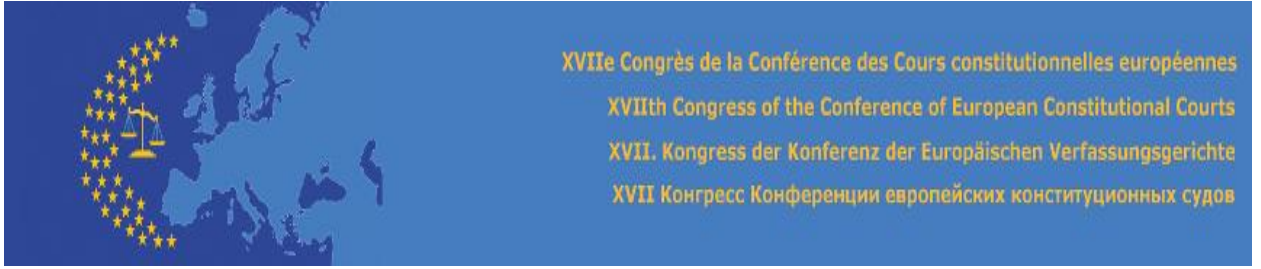 XVIIe Congrès de la Conférence des Cours constitutionnelles européennes
XVIIth Congress of the Conference of European Constitutional Courts
XVII. Kongress der Konferenz der Europäischen Verfassungsgerichte
XVII Конгресс Конференции европейских конституционных судов